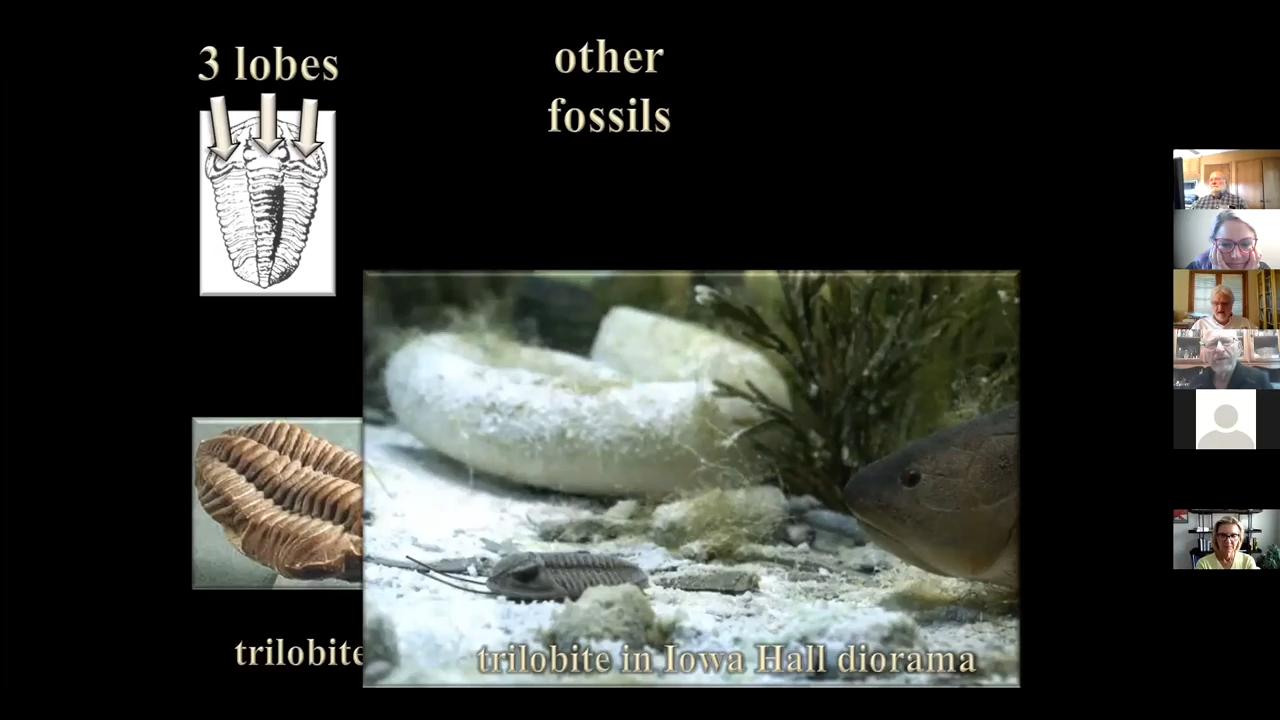 3 lobes
other
fossils
trilobite
trilobite in Iowa Hall diorama